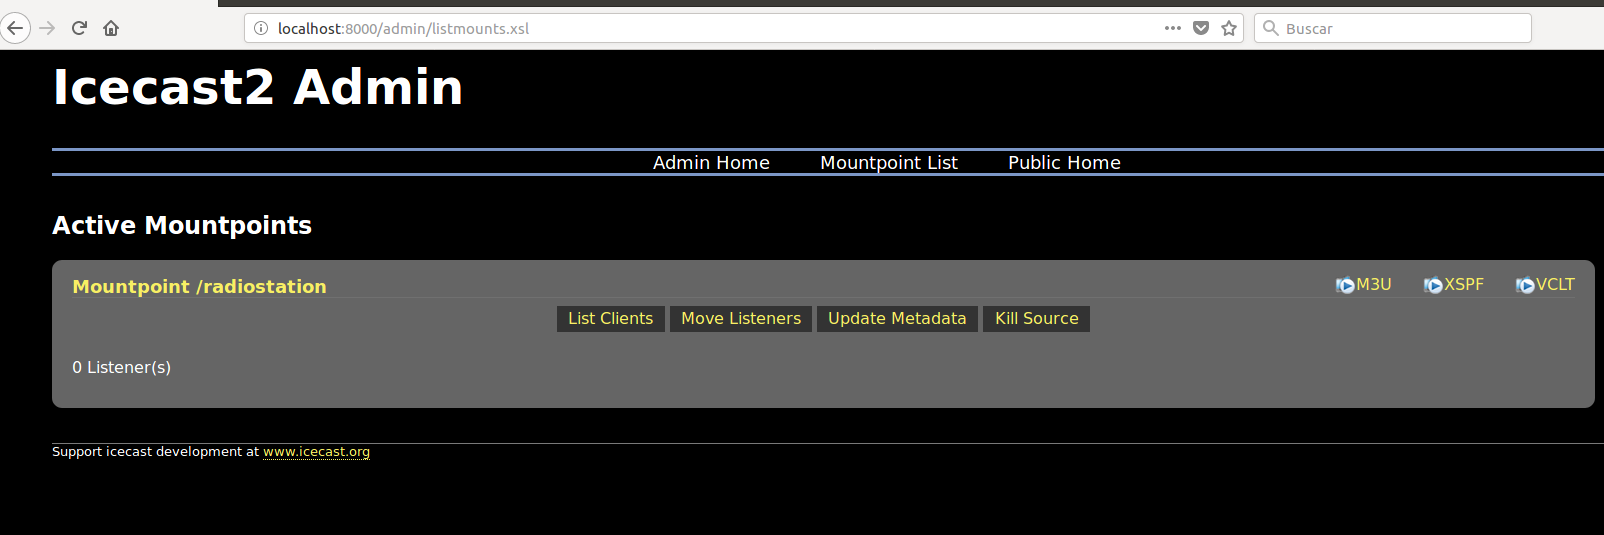 localhost:8000/admin/listmounts.xsl Buscar
Icecast2 Admin
Admin Home Mountpoint List Public Home
Active Mountpoints
Mountpoint /radiostation M3U XSPF VCLT
List Clients Move Listeners Update Metadata Kill Source
0 Listener(s)
Support icecast development at www.icecast.org